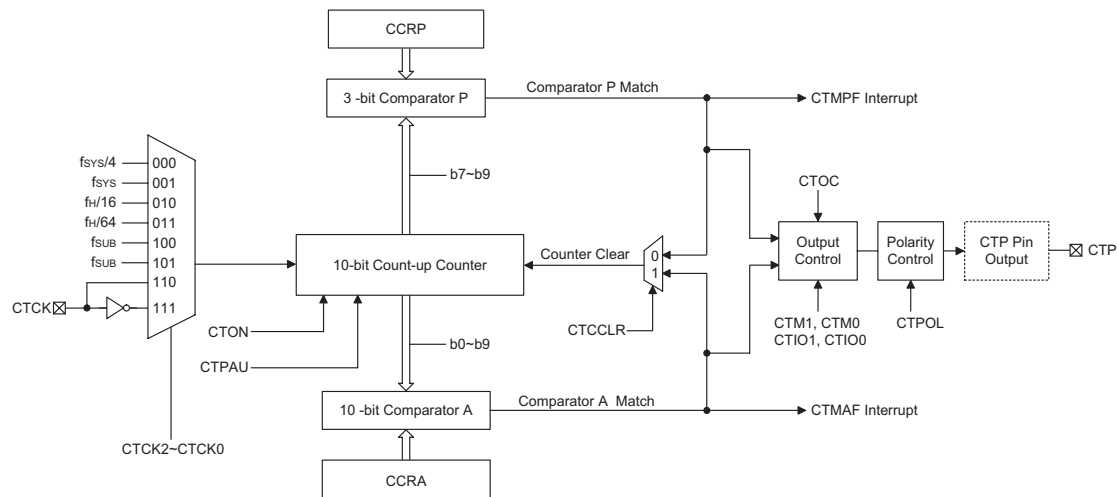 CCRP
3 -bit Comparator P
Comparator P Match
CTMPF Interrupt
b7~b9
fSYS/4
000
fSYS
001
fH/16
010
fH/64
011
fSUB
100
fSUB
101
110
111
CTCK
CTCK2~CTCK0
10-bit Count-up Counter
Counter Clear
0
1
CTCCLR
CTON
CTPAU
b0~b9
CTOC
Output
Control
Polarity
Control
CTP Pin
Output
CTP
CTM1, CTM0
CTIO1, CTIO0
CTPOL
10 -bit Comparator A
Comparator A Match
CTMAF Interrupt
CCRA